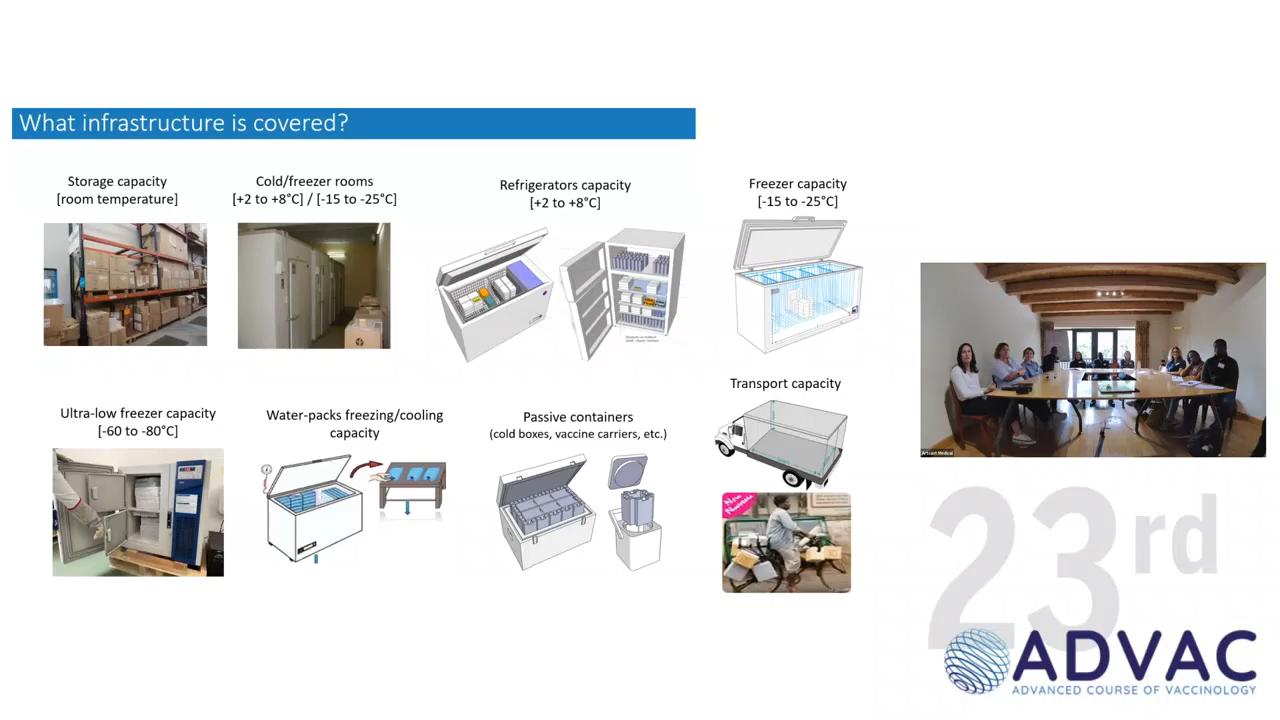 What infrastructure is covered?
Storage capacity
[room temperature]
Cold/freezer rooms
[+2 to +8°C] / [-15 to -25°C]
Refrigerators capacity
[+2 to +8°C]
Freezer capacity
[-15 to -25°C]
Ultra-low freezer capacity
[-60 to -80°C]
Water-packs freezing/cooling
capacity
Passive containers
(cold boxes, vaccine carriers, etc.)
Transport capacity
Artcast Medical
23rd
ADVAC
ADVANCED COURSE OF VACCINOLOGY